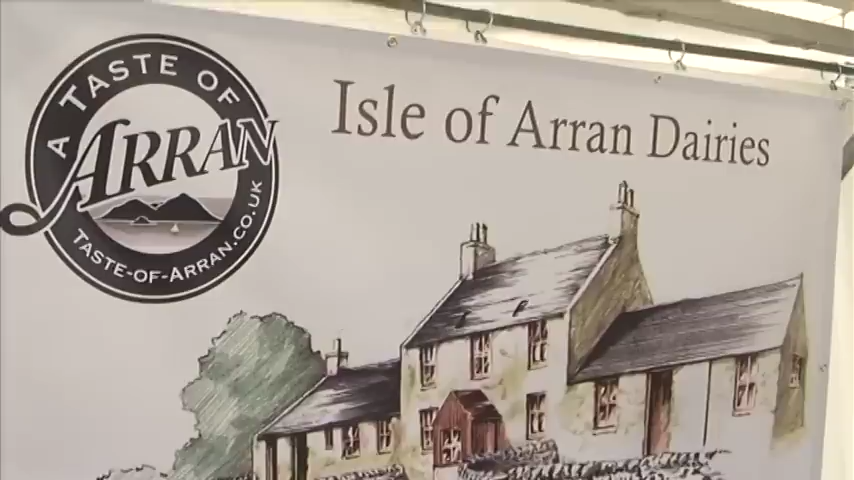 A TASTE OF
ARRAN
TASTE-OF-ARRAN.CO.UK
Isle of Arran Dairies